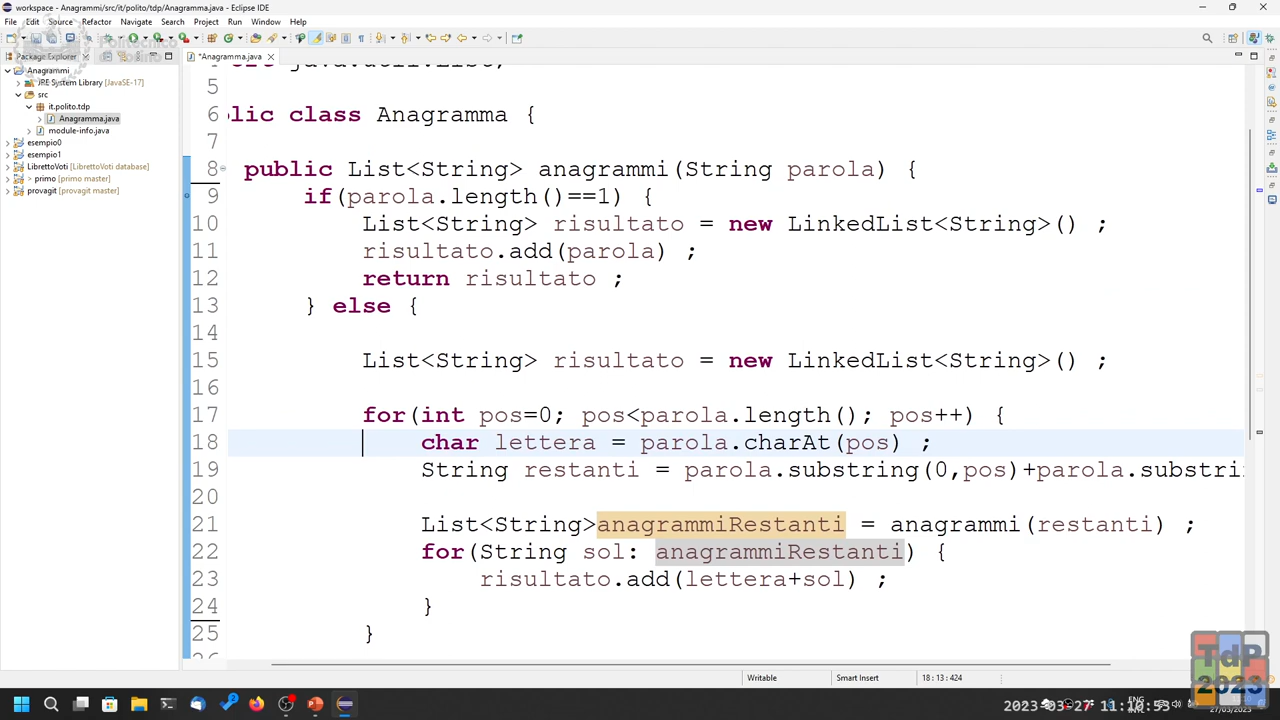 workspace - Anagrammi/src/it/polito/tdp/Anagramma.java - Eclipse IDE
File Edit Source Refactor Navigate Search Project Run Window Help
Package Explorer
*Anagramma.java
Anagrammi
JRE System Library [JavaSE-17]
src
it.polito.tdp
Anagramma.java
module-info.java
esempio0
esempio1
LibrettoVoti [LibrettoVoti database]
> primo [primo master]
provagit [provagit master]
5
6 lic class Anagramma {
7
8 public List<String> anagrammi(String parola) {
9 if(parola.length()==1) {
10 List<String> risultato = new LinkedList<String>() ;
11 risultato.add(parola) ;
12 return risultato ;
13 } else {
14
15 List<String> risultato = new LinkedList<String>() ;
16
17 for(int pos=0; pos<parola.length(); pos++) {
18 char lettera = parola.charAt(pos) ;
19 String restanti = parola.substring(0,pos)+parola.substri
20
21 List<String>anagrammiRestanti = anagrammi(restanti) ;
22 for(String sol: anagrammiRestanti) {
23 risultato.add(lettera+sol) ;
24 }
25 }
Writable Smart Insert 18:13:424
TdP
2023
ENG
2023-03-27 11:10:53